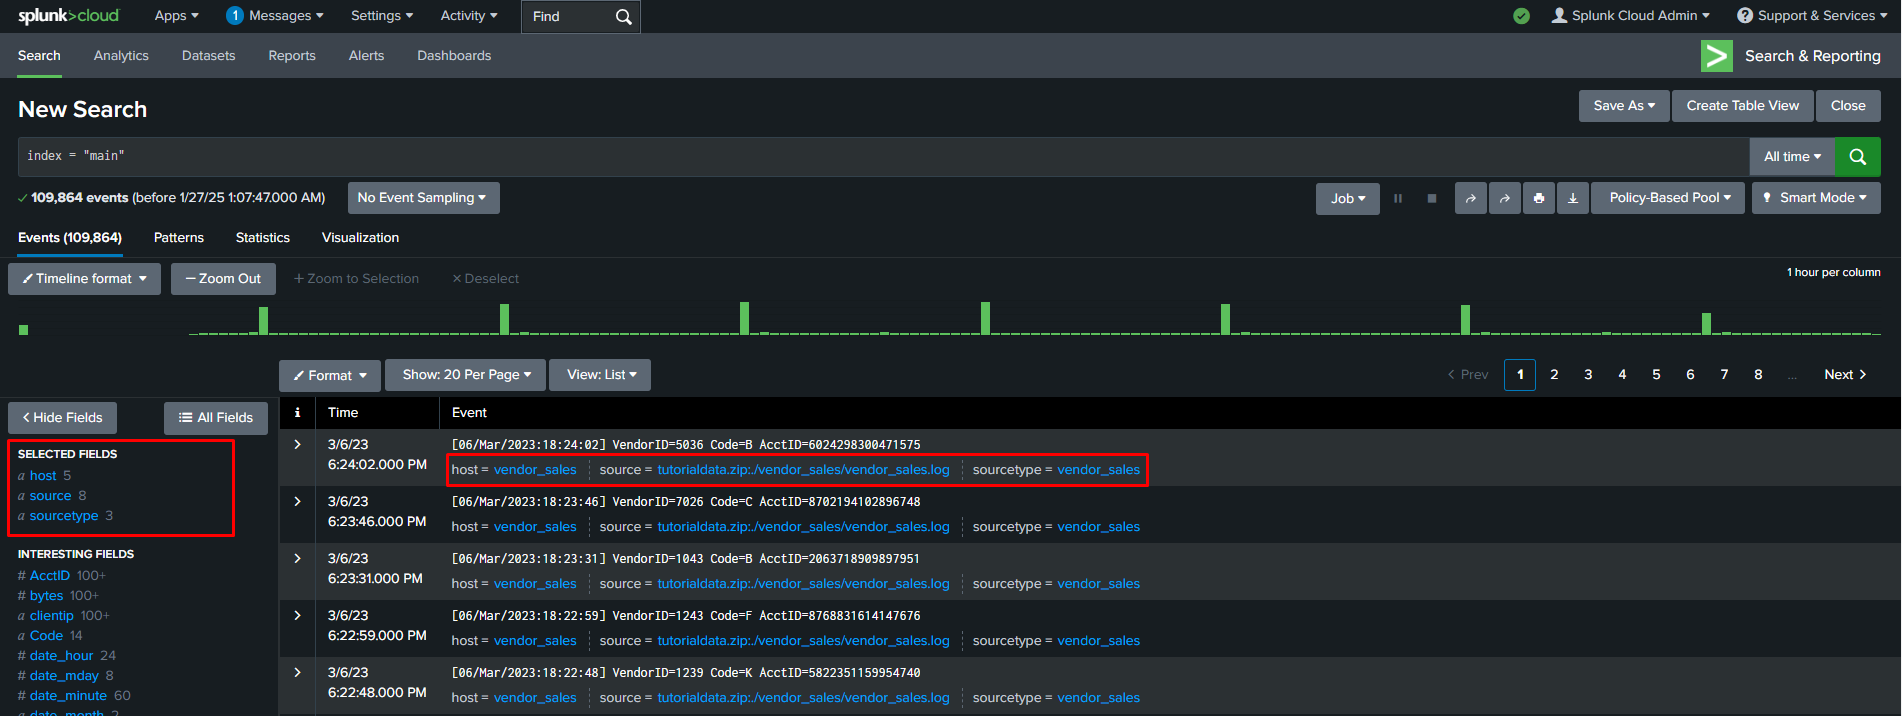 splunk>cloud Apps 1 Messages Settings Activity Find Splunk Cloud Admin ? Support & Services
Search Analytics Datasets Reports Alerts Dashboards > Search & Reporting
New Search
Save As Create Table View Close
index = "main"
All time
✓ 109,864 events (before 1/27/25 1:07:47.000 AM) No Event Sampling Job Policy-Based Pool Smart Mode
Events (109,864) Patterns Statistics Visualization
Timeline format — Zoom Out + Zoom to Selection × Deselect
1 hour per column
Format Show: 20 Per Page View: List < Prev 1 2 3 4 5 6 7 8 ... Next >
< Hide Fields All Fields
i Time Event
SELECTED FIELDS
a host 5
a source 8
a sourcetype 3
INTERESTING FIELDS
# AcctID 100+
# bytes 100+
a clientip 100+
a Code 14
# date_hour 24
# date_mday 8
# date_minute 60
a date_month 2
> 3/6/23 [06/Mar/2023:18:24:02] VendorID=5036 Code=B AcctID=6024298300471575
6:24:02.000 PM host = vendor_sales source = tutorialdata.zip:./vendor_sales/vendor_sales.log sourcetype = vendor_sales
> 3/6/23 [06/Mar/2023:18:23:46] VendorID=7026 Code=C AcctID=8702194102896748
6:23:46.000 PM host = vendor_sales source = tutorialdata.zip:./vendor_sales/vendor_sales.log sourcetype = vendor_sales
> 3/6/23 [06/Mar/2023:18:23:31] VendorID=1043 Code=B AcctID=2063718909897951
6:23:31.000 PM host = vendor_sales source = tutorialdata.zip:./vendor_sales/vendor_sales.log sourcetype = vendor_sales
> 3/6/23 [06/Mar/2023:18:22:59] VendorID=1243 Code=F AcctID=8768831614147676
6:22:59.000 PM host = vendor_sales source = tutorialdata.zip:./vendor_sales/vendor_sales.log sourcetype = vendor_sales
> 3/6/23 [06/Mar/2023:18:22:48] VendorID=1239 Code=K AcctID=5822351159954740
6:22:48.000 PM host = vendor_sales source = tutorialdata.zip:./vendor_sales/vendor_sales.log sourcetype = vendor_sales